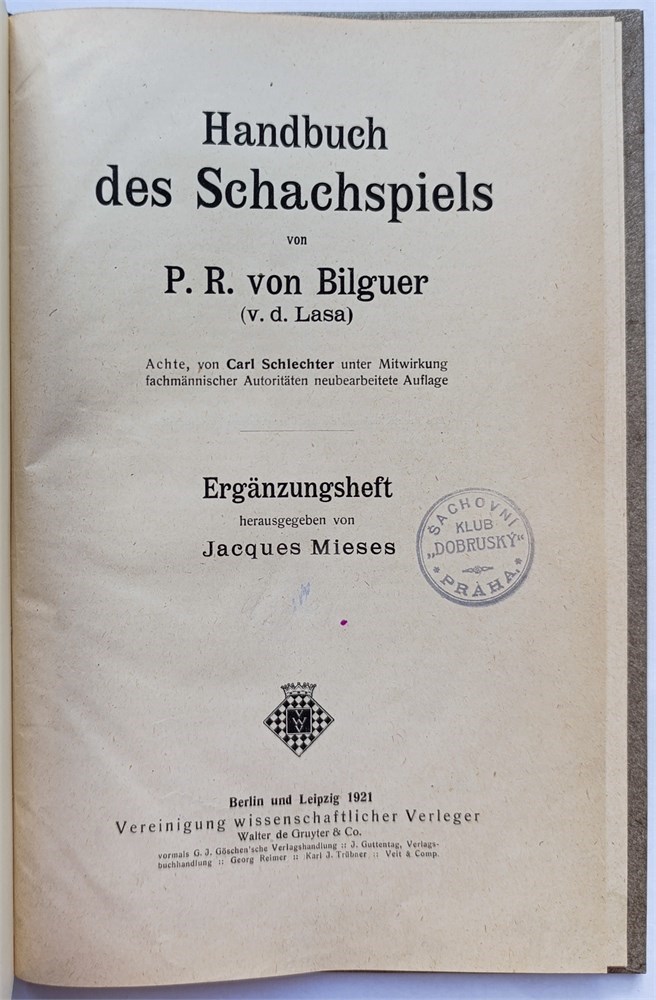 Handbuch
des Schachspiels
von
P. R. von Bilguer
(v. d. Lasa)
Achte, von Carl Schlechter unter Mitwirkung
fachmännischer Autoritäten neubearbeitete Auflage
Ergänzungsheft
herausgegeben von
Jacques Mieses
ŠACHOVNÍ
KLUB
„DOBRUSKÝ“
* PRÁHA. *
Berlin und Leipzig 1921
Vereinigung wissenschaftlicher Verleger
Walter de Gruyter & Co.
vormals G. J. Göschen'sche Verlagshandlung :: J. Guttentag, Verlags-
buchhandlung :: Georg Reimer :: Karl J. Trübner :: Veit & Comp.